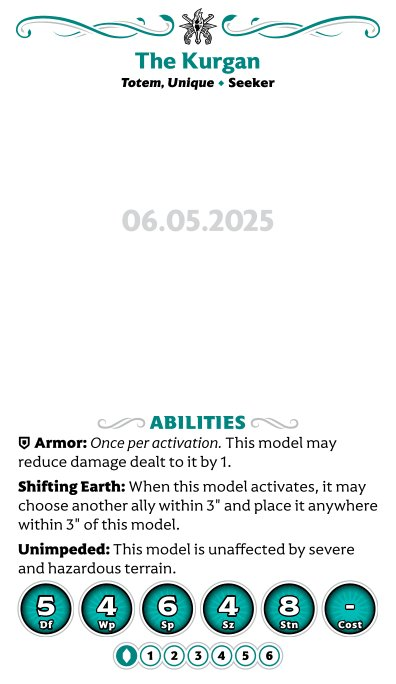 The Kurgan
Totem, Unique • Seeker
06.05.2025
ABILITIES
Armor: Once per activation. This model may
reduce damage dealt to it by 1.
Shifting Earth: When this model activates, it may
choose another ally within 3" and place it anywhere
within 3" of this model.
Unimpeded: This model is unaffected by severe
and hazardous terrain.
5 4 6 4 8 -
Df Wp Sp Sz Stn Cost
1 2 3 4 5 6